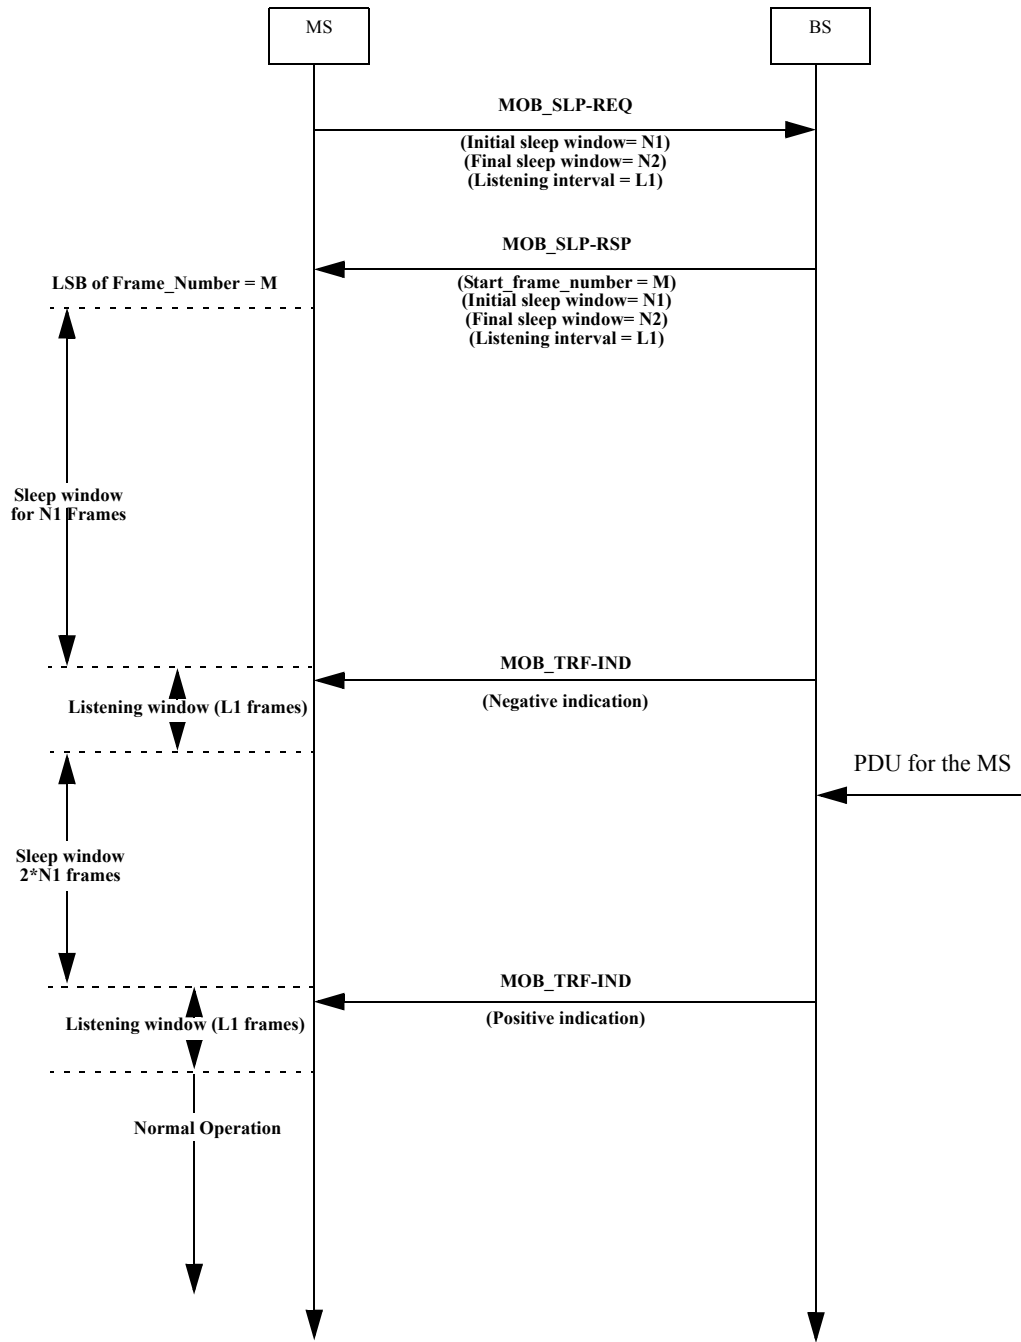 MS
BS
MOB_SLP-REQ
(Initial sleep window= N1)
(Final sleep window= N2)
(Listening interval = L1)
MOB_SLP-RSP
LSB of Frame_Number = M
(Start_frame_number = M)
(Initial sleep window= N1)
(Final sleep window= N2)
(Listening interval = L1)
Sleep window
for N1 Frames
MOB_TRF-IND
(Negative indication)
Listening window (L1 frames)
PDU for the MS
Sleep window
2*N1 frames
MOB_TRF-IND
(Positive indication)
Listening window (L1 frames)
Normal Operation